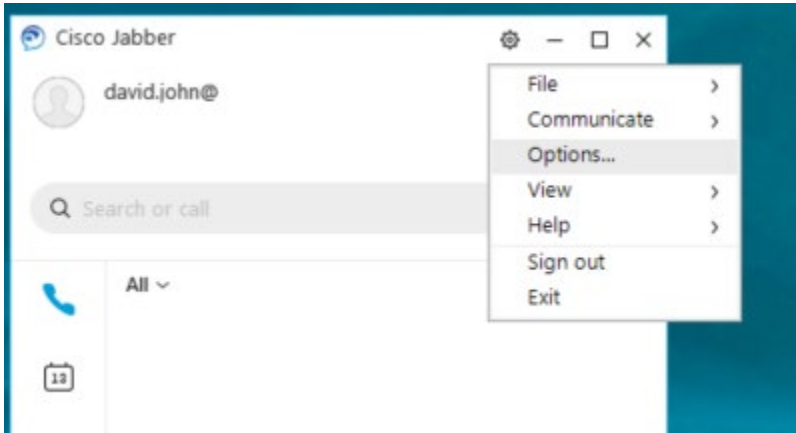 Cisco Jabber
david.john@
Search or call
All
13
File
Communicate
Options...
View
Help
Sign out
Exit